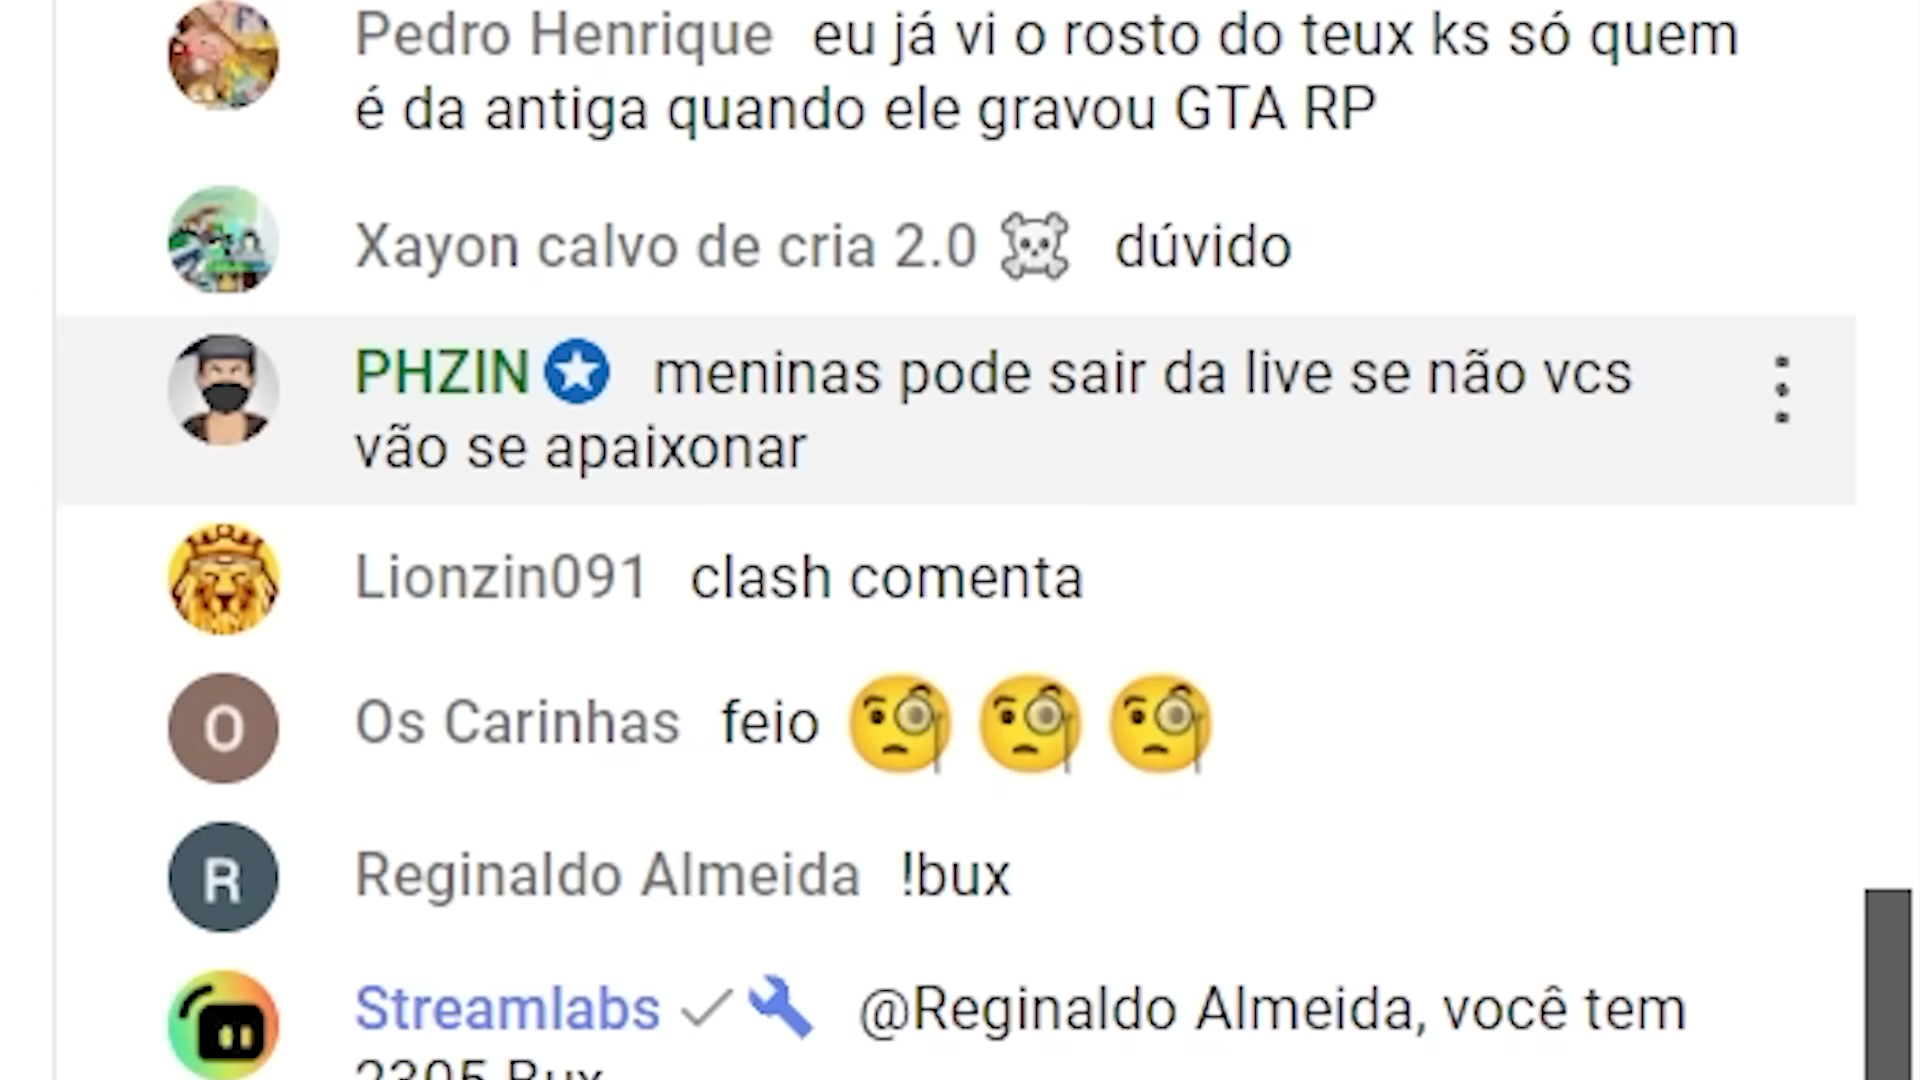 Pedro Henrique eu já vi o rosto do teux ks só quem
é da antiga quando ele gravou GTA RP
Xayon calvo de cria 2.0 ☠ dúvido
PHZIN meninas pode sair da live se não vcs
vão se apaixonar
Lionzin091 clash comenta
O
Os Carinhas feio 🧐 🧐 🧐
R
Reginaldo Almeida !bux
Streamlabs @Reginaldo Almeida, você tem
2305 Bux